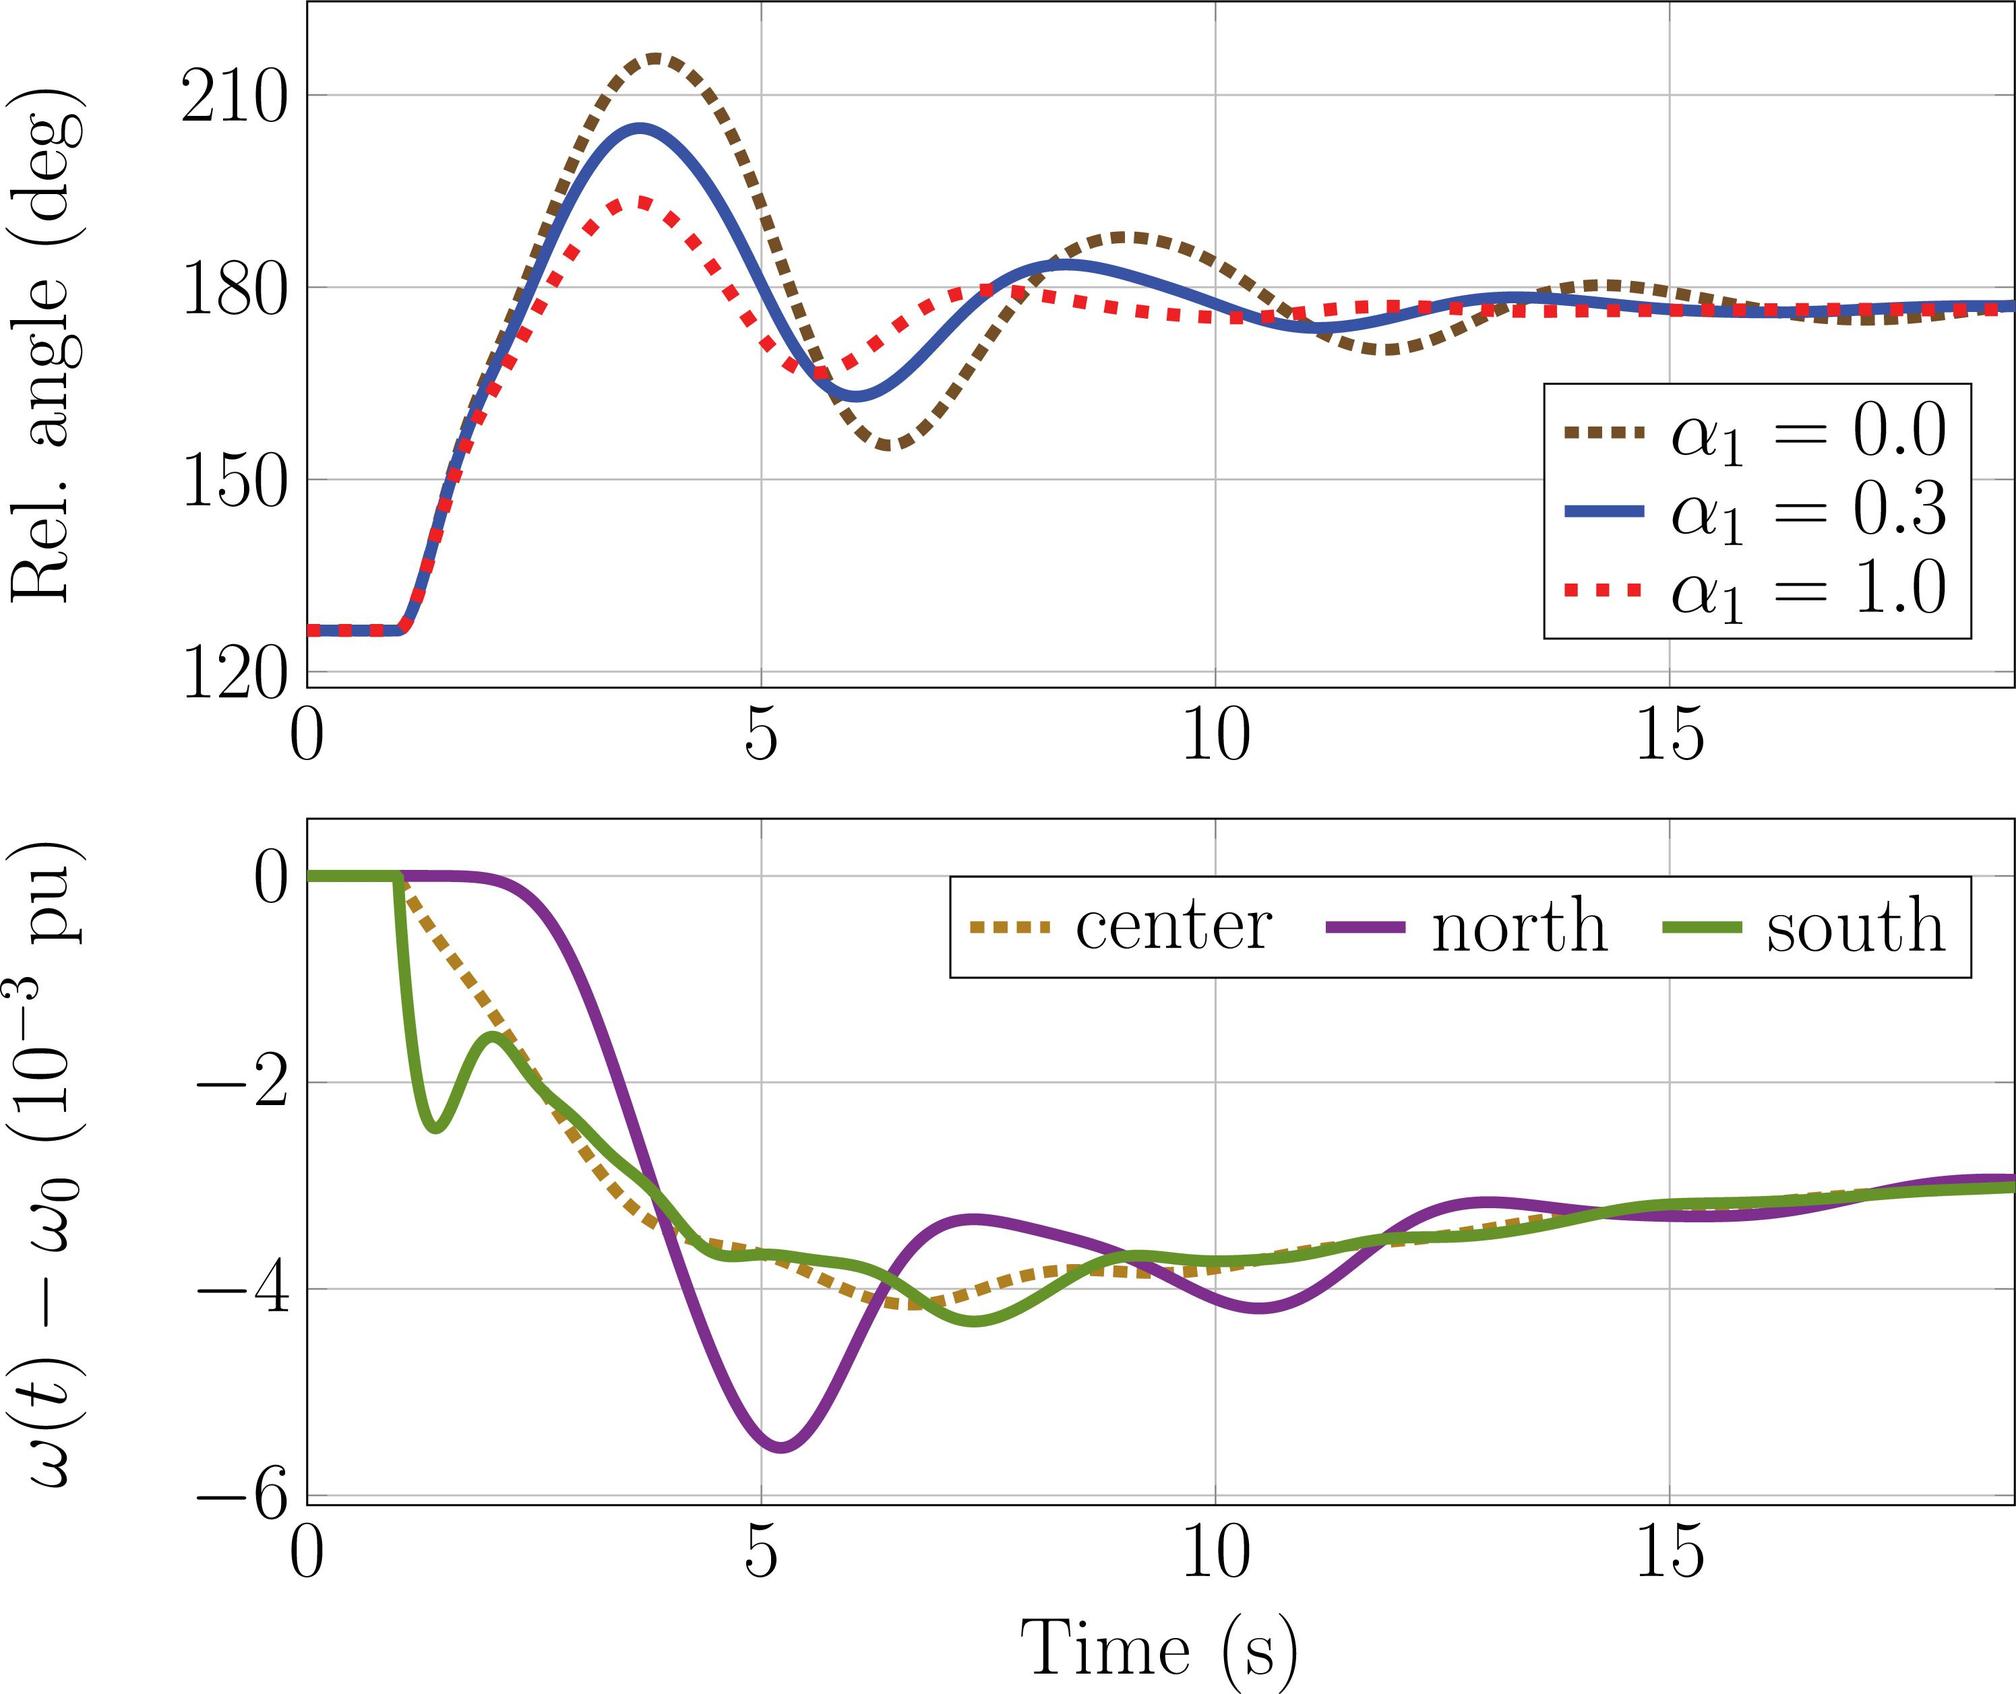 Rel. angle (deg)
210
180
150
120
0 5 10 15
α₁ = 0.0
α₁ = 0.3
α₁ = 1.0
ω(t) − ω₀ (10⁻³ pu)
0
−2
−4
−6
center north south
0 5 10 15
Time (s)